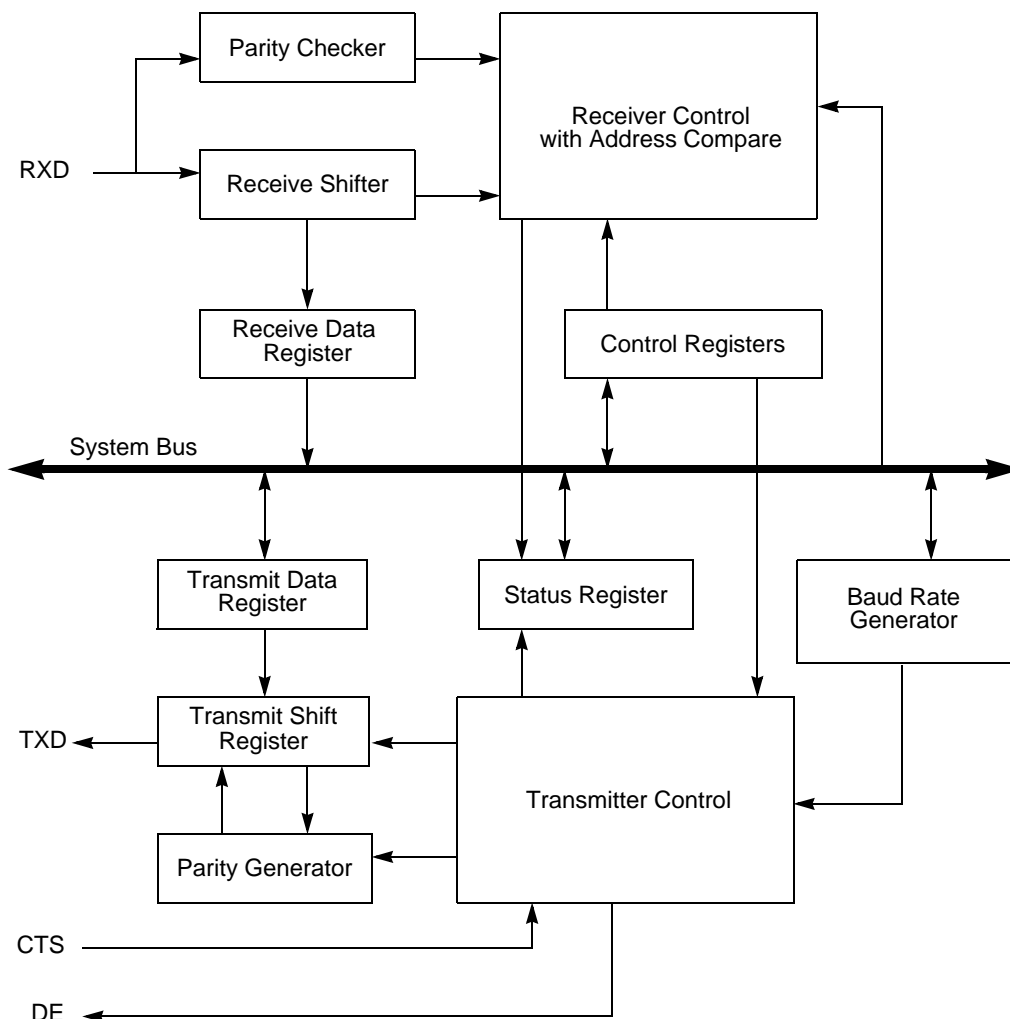 Parity Checker
Receiver Control
with Address Compare
RXD
Receive Shifter
Receive Data
Register
Control Registers
System Bus
Transmit Data
Register
Status Register
Baud Rate
Generator
Transmit Shift
Register
TXD
Transmitter Control
Parity Generator
CTS
DE